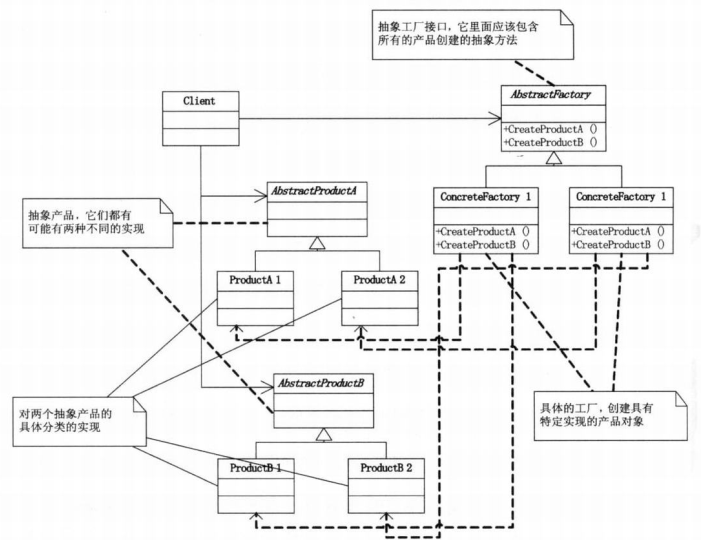 抽象工厂接口，它里面应该包含
所有的产品创建的抽象方法
Client
AbstractFactory
+CreateProductA ()
+CreateProductB ()
AbstractProductA
ConcreteFactory 1
+CreateProductA ()
+CreateProductB ()
ConcreteFactory 1
+CreateProductA ()
+CreateProductB ()
抽象产品，它们都有
可能有两种不同的实现
ProductA 1
ProductA 2
AbstractProductB
对两个抽象产品的
具体分类的实现
具体的工厂，创建具有
特定实现的产品对象
ProductB 1
ProductB 2